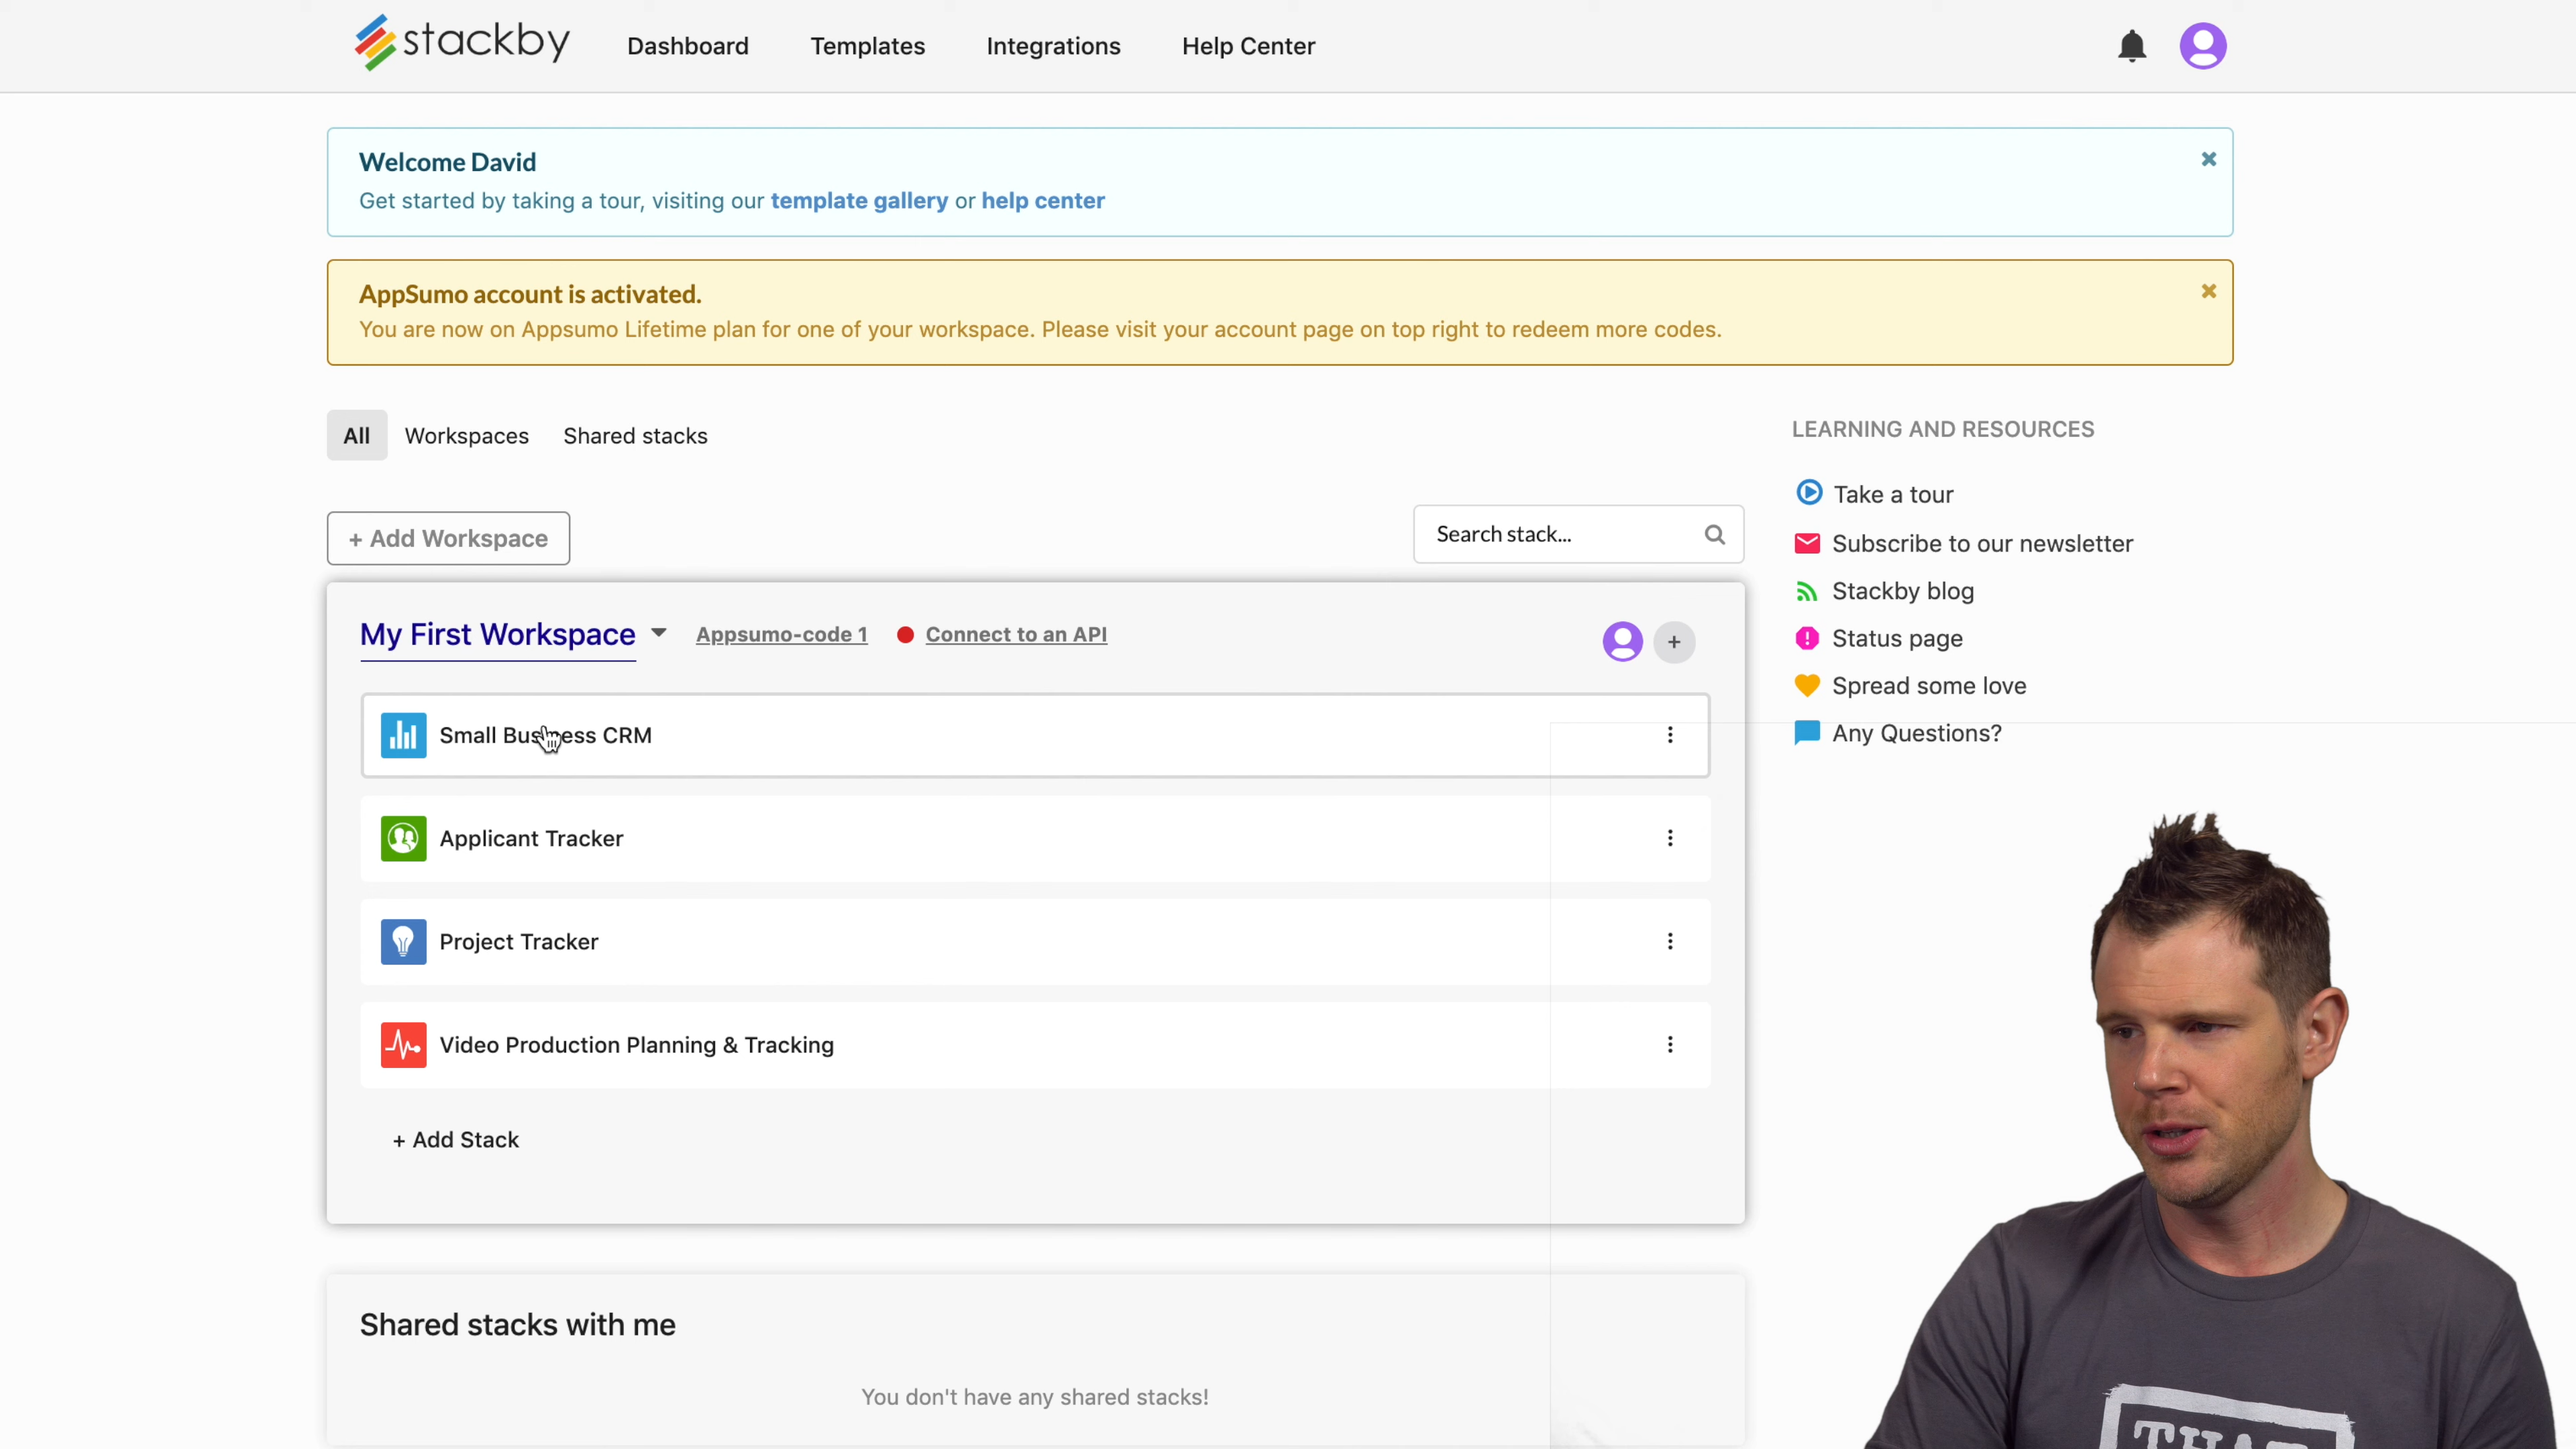 stackby
Dashboard
Templates
Integrations
Help Center
Welcome David
Get started by taking a tour, visiting our template gallery or help center
AppSumo account is activated.
You are now on Appsumo Lifetime plan for one of your workspace. Please visit your account page on top right to redeem more codes.
All
Workspaces
Shared stacks
+ Add Workspace
Search stack...
My First Workspace
Appsumo-code 1
Connect to an API
+
Small Business CRM
Applicant Tracker
Project Tracker
Video Production Planning & Tracking
+ Add Stack
Shared stacks with me
You don't have any shared stacks!
LEARNING AND RESOURCES
Take a tour
Subscribe to our newsletter
Stackby blog
Status page
Spread some love
Any Questions?
THAT